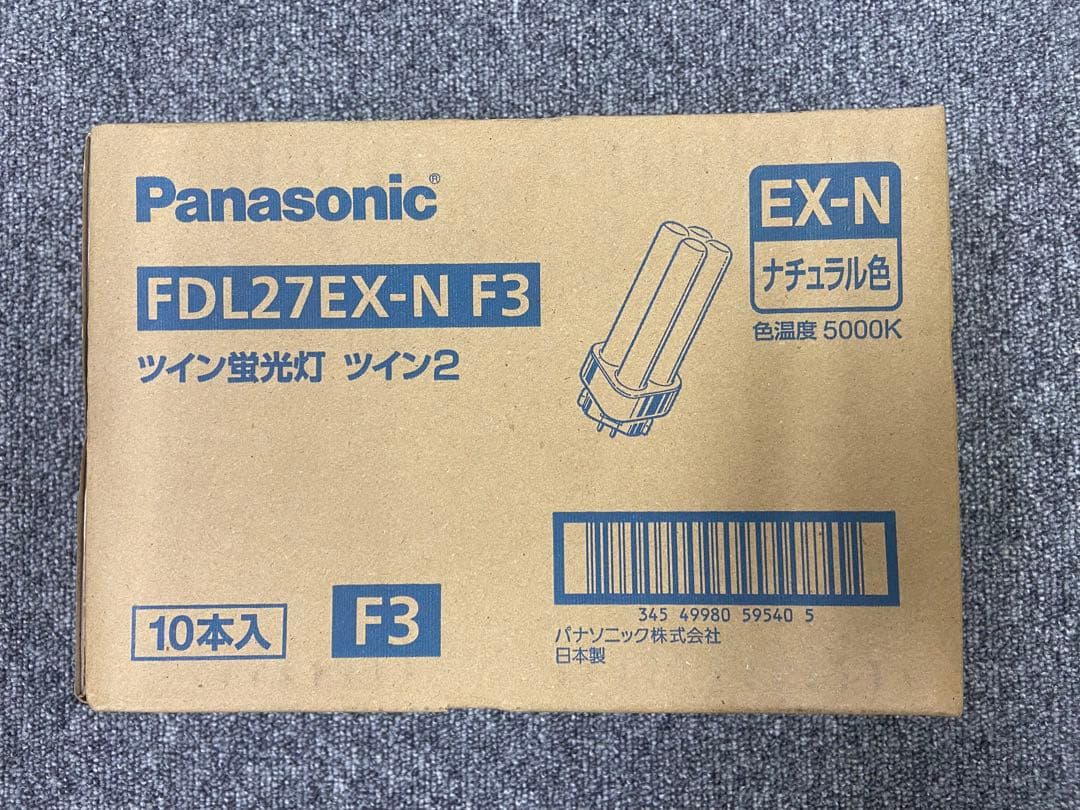 Panasonic®
FDL27EX-N F3
ツイン蛍光灯 ツイン2
EX-N
ナチュラル色
色温度 5000K
10本入
F3
345 49980 59540 5
パナソニック株式会社
日本製